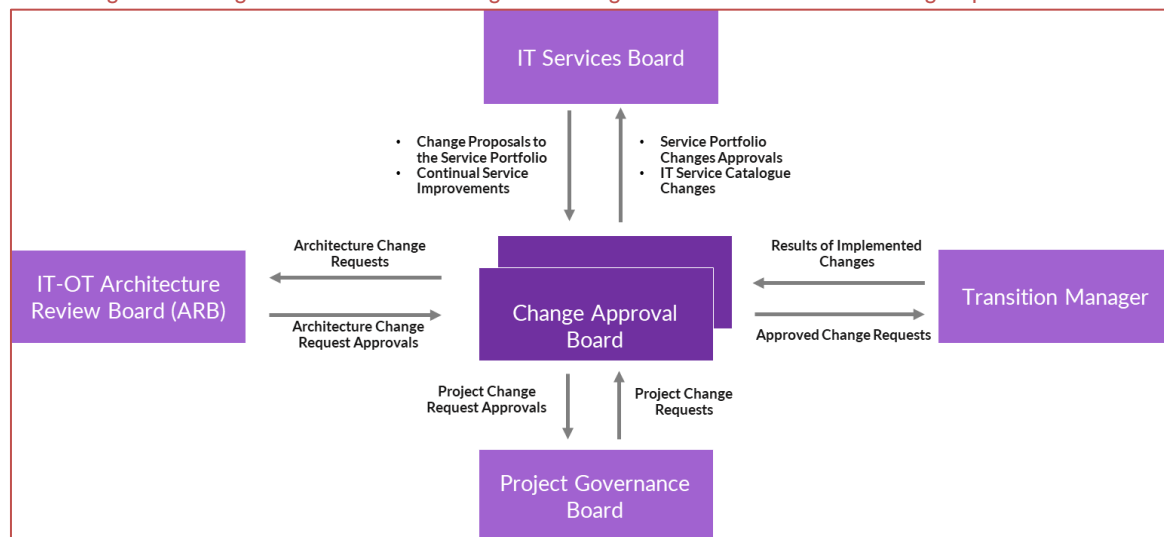 IT Services Board
• Change Proposals to
the Service Portfolio
• Continual Service
Improvements
• Service Portfolio
Changes Approvals
• IT Service Catalogue
Changes
Architecture Change
Requests
IT-OT Architecture
Review Board (ARB)
Architecture Change
Request Approvals
Change Approval
Board
Results of Implemented
Changes
Transition Manager
Approved Change Requests
Project Change
Request Approvals
Project Change
Requests
Project Governance
Board